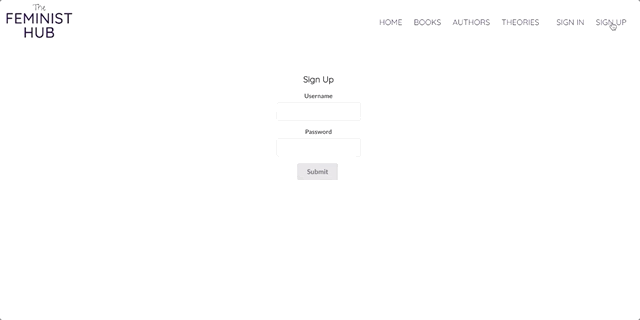 The
FEMINIST
HUB
HOME BOOKS AUTHORS THEORIES SIGN IN SIGN UP
Sign Up
Username
Password
Submit